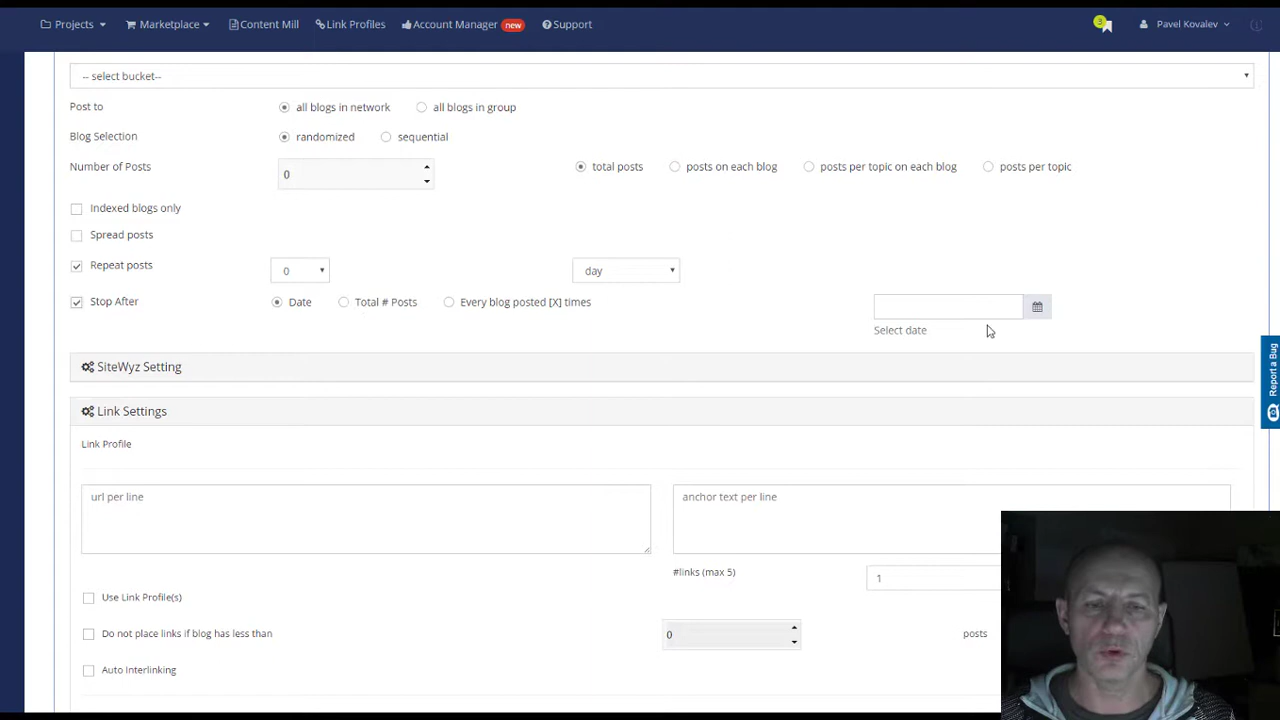 Projects Marketplace Content Mill Link Profiles Account Manager new Support 3 Pavel Kovalev
-- select bucket--
Post to all blogs in network all blogs in group
Blog Selection randomized sequential
Number of Posts 0 total posts posts on each blog posts per topic on each blog posts per topic
Indexed blogs only
Spread posts
Repeat posts 0 day
Stop After Date Total # Posts Every blog posted [X] times
Select date
SiteWyz Setting
Report a Bug
Link Settings
Link Profile
url per line anchor text per line
#links (max 5) 1
Use Link Profile(s)
Do not place links if blog has less than 0 posts
Auto Interlinking